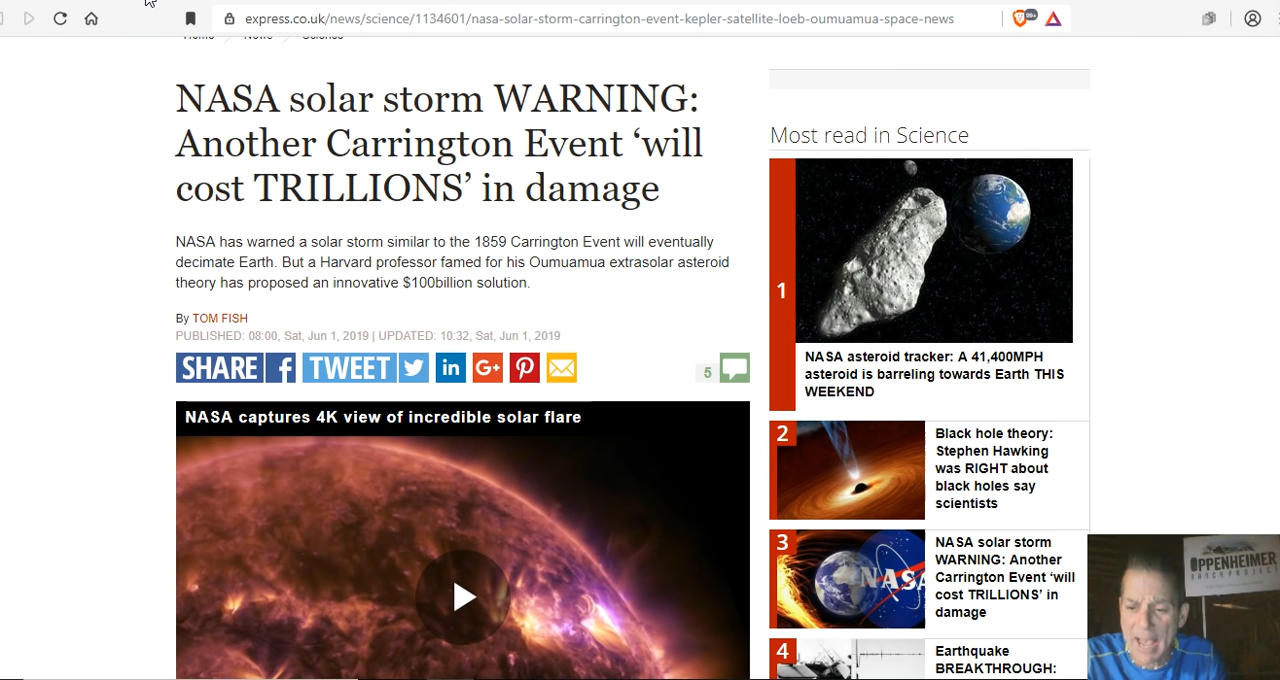 express.co.uk/news/science/1134601/nasa-solar-storm-carrington-event-kepler-satellite-loeb-oumuamua-space-news
99+
Home News Science
NASA solar storm WARNING:
Another Carrington Event ‘will
cost TRILLIONS’ in damage
NASA has warned a solar storm similar to the 1859 Carrington Event will eventually
decimate Earth. But a Harvard professor famed for his Oumuamua extrasolar asteroid
theory has proposed an innovative $100billion solution.
By TOM FISH
PUBLISHED: 08:00, Sat, Jun 1, 2019 | UPDATED: 10:32, Sat, Jun 1, 2019
SHARE f TWEET in G+ 5
NASA captures 4K view of incredible solar flare
Most read in Science
1
NASA asteroid tracker: A 41,400MPH
asteroid is barreling towards Earth THIS
WEEKEND
2
Black hole theory:
Stephen Hawking
was RIGHT about
black holes say
scientists
3
NASA
NASA solar storm
WARNING: Another
Carrington Event ‘will
cost TRILLIONS’ in
damage
4
Earthquake
BREAKTHROUGH:
OPPENHEIMER